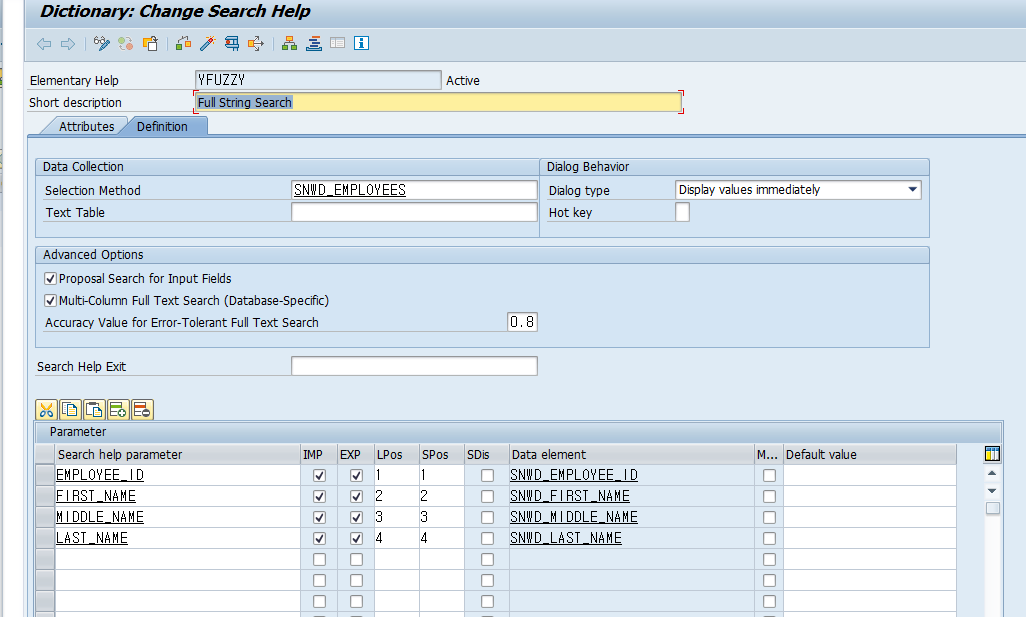 Dictionary: Change Search Help
Elementary Help YFUZZY Active
Short description Full String Search
Attributes Definition
Data Collection Dialog Behavior
Selection Method SNWD_EMPLOYEES Dialog type Display values immediately
Text Table Hot key
Advanced Options
Proposal Search for Input Fields
Multi-Column Full Text Search (Database-Specific)
Accuracy Value for Error-Tolerant Full Text Search 0.8
Search Help Exit
Parameter
Search help parameter IMP EXP LPos SPos SDis Data element M... Default value
EMPLOYEE_ID 1 1 SNWD_EMPLOYEE_ID
FIRST_NAME 2 2 SNWD_FIRST_NAME
MIDDLE_NAME 3 3 SNWD_MIDDLE_NAME
LAST_NAME 4 4 SNWD_LAST_NAME